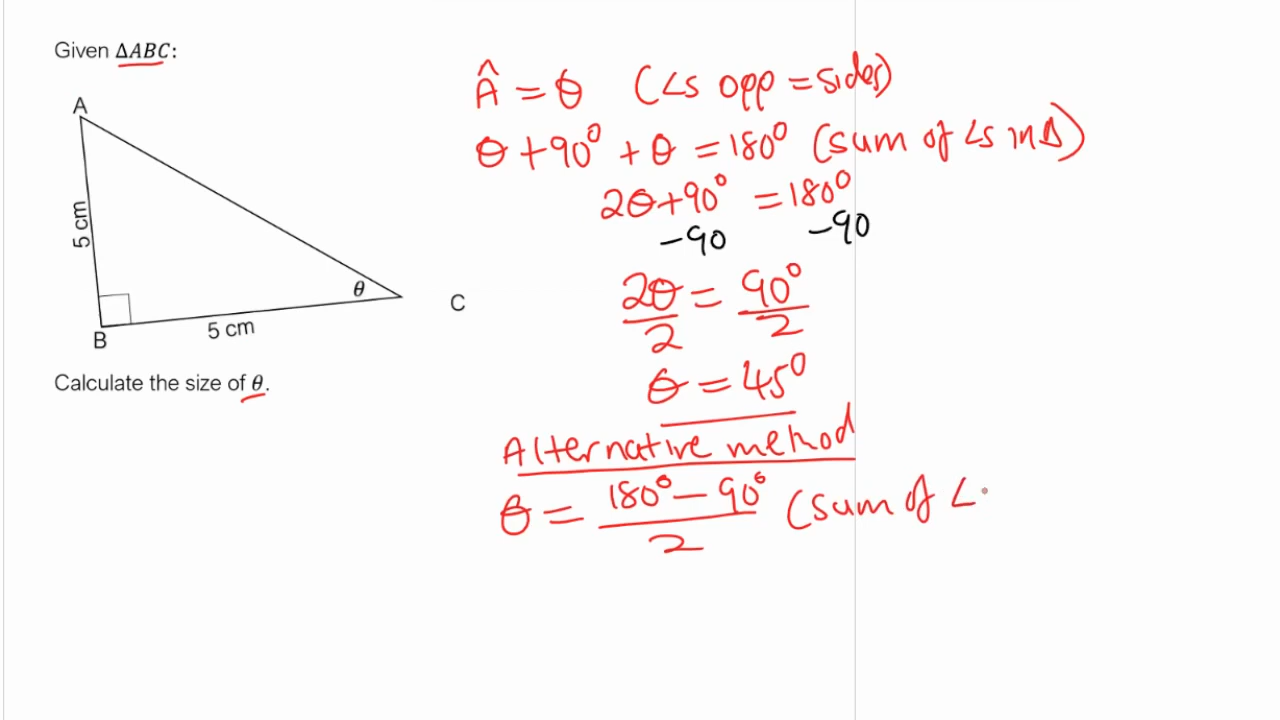 Given ΔABC:
A
5 cm
B
5 cm
θ
C
Calculate the size of θ.
Â = θ (∠s opp = sides)
θ + 90° + θ = 180° (sum of ∠s in Δ)
2θ + 90° = 180°
-90 -90
2θ/2 = 90°/2
θ = 45°
Alternative method
θ = (180° - 90°)/2 (sum of ∠